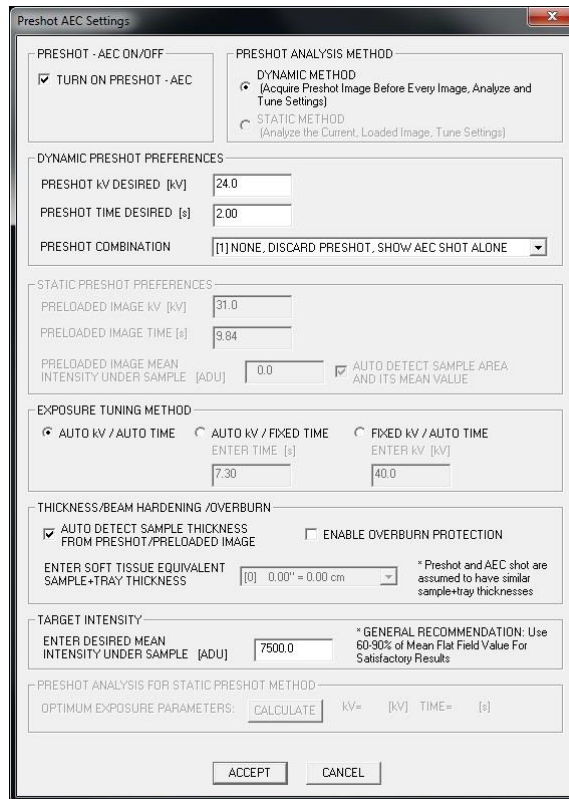 Preshot AEC Settings
PRESHOT - AEC ON/OFF
TURN ON PRESHOT - AEC
PRESHOT ANALYSIS METHOD
DYNAMIC METHOD
(Acquire Preshot Image Before Every Image, Analyze and
Tune Settings)
STATIC METHOD
(Analyze the Current, Loaded Image, Tune Settings)
DYNAMIC PRESHOT PREFERENCES
PRESHOT kV DESIRED [kV] 24.0
PRESHOT TIME DESIRED [s] 2.00
PRESHOT COMBINATION [1] NONE, DISCARD PRESHOT, SHOW AEC SHOT ALONE
STATIC PRESHOT PREFERENCES
PRELOADED IMAGE kV [kV] 31.0
PRELOADED IMAGE TIME [s] 9.84
PRELOADED IMAGE MEAN
INTENSITY UNDER SAMPLE [ADU] 0.0
AUTO DETECT SAMPLE AREA
AND ITS MEAN VALUE
EXPOSURE TUNING METHOD
AUTO kV / AUTO TIME
AUTO kV / FIXED TIME
ENTER TIME [s]
7.30
FIXED kV / AUTO TIME
ENTER kV [kV]
40.0
THICKNESS/BEAM HARDENING /OVERBURN
AUTO DETECT SAMPLE THICKNESS
FROM PRESHOT/PRELOADED IMAGE
ENABLE OVERBURN PROTECTION
ENTER SOFT TISSUE EQUIVALENT
SAMPLE+TRAY THICKNESS
[0] 0.00" = 0.00 cm
* Preshot and AEC shot are
assumed to have similar
sample+tray thicknesses
TARGET INTENSITY
ENTER DESIRED MEAN
INTENSITY UNDER SAMPLE [ADU] 7500.0
* GENERAL RECOMMENDATION: Use
60-90% of Mean Flat Field Value For
Satisfactory Results
PRESHOT ANALYSIS FOR STATIC PRESHOT METHOD
OPTIMUM EXPOSURE PARAMETERS: CALCULATE kV= [kV] TIME= [s]
ACCEPT CANCEL